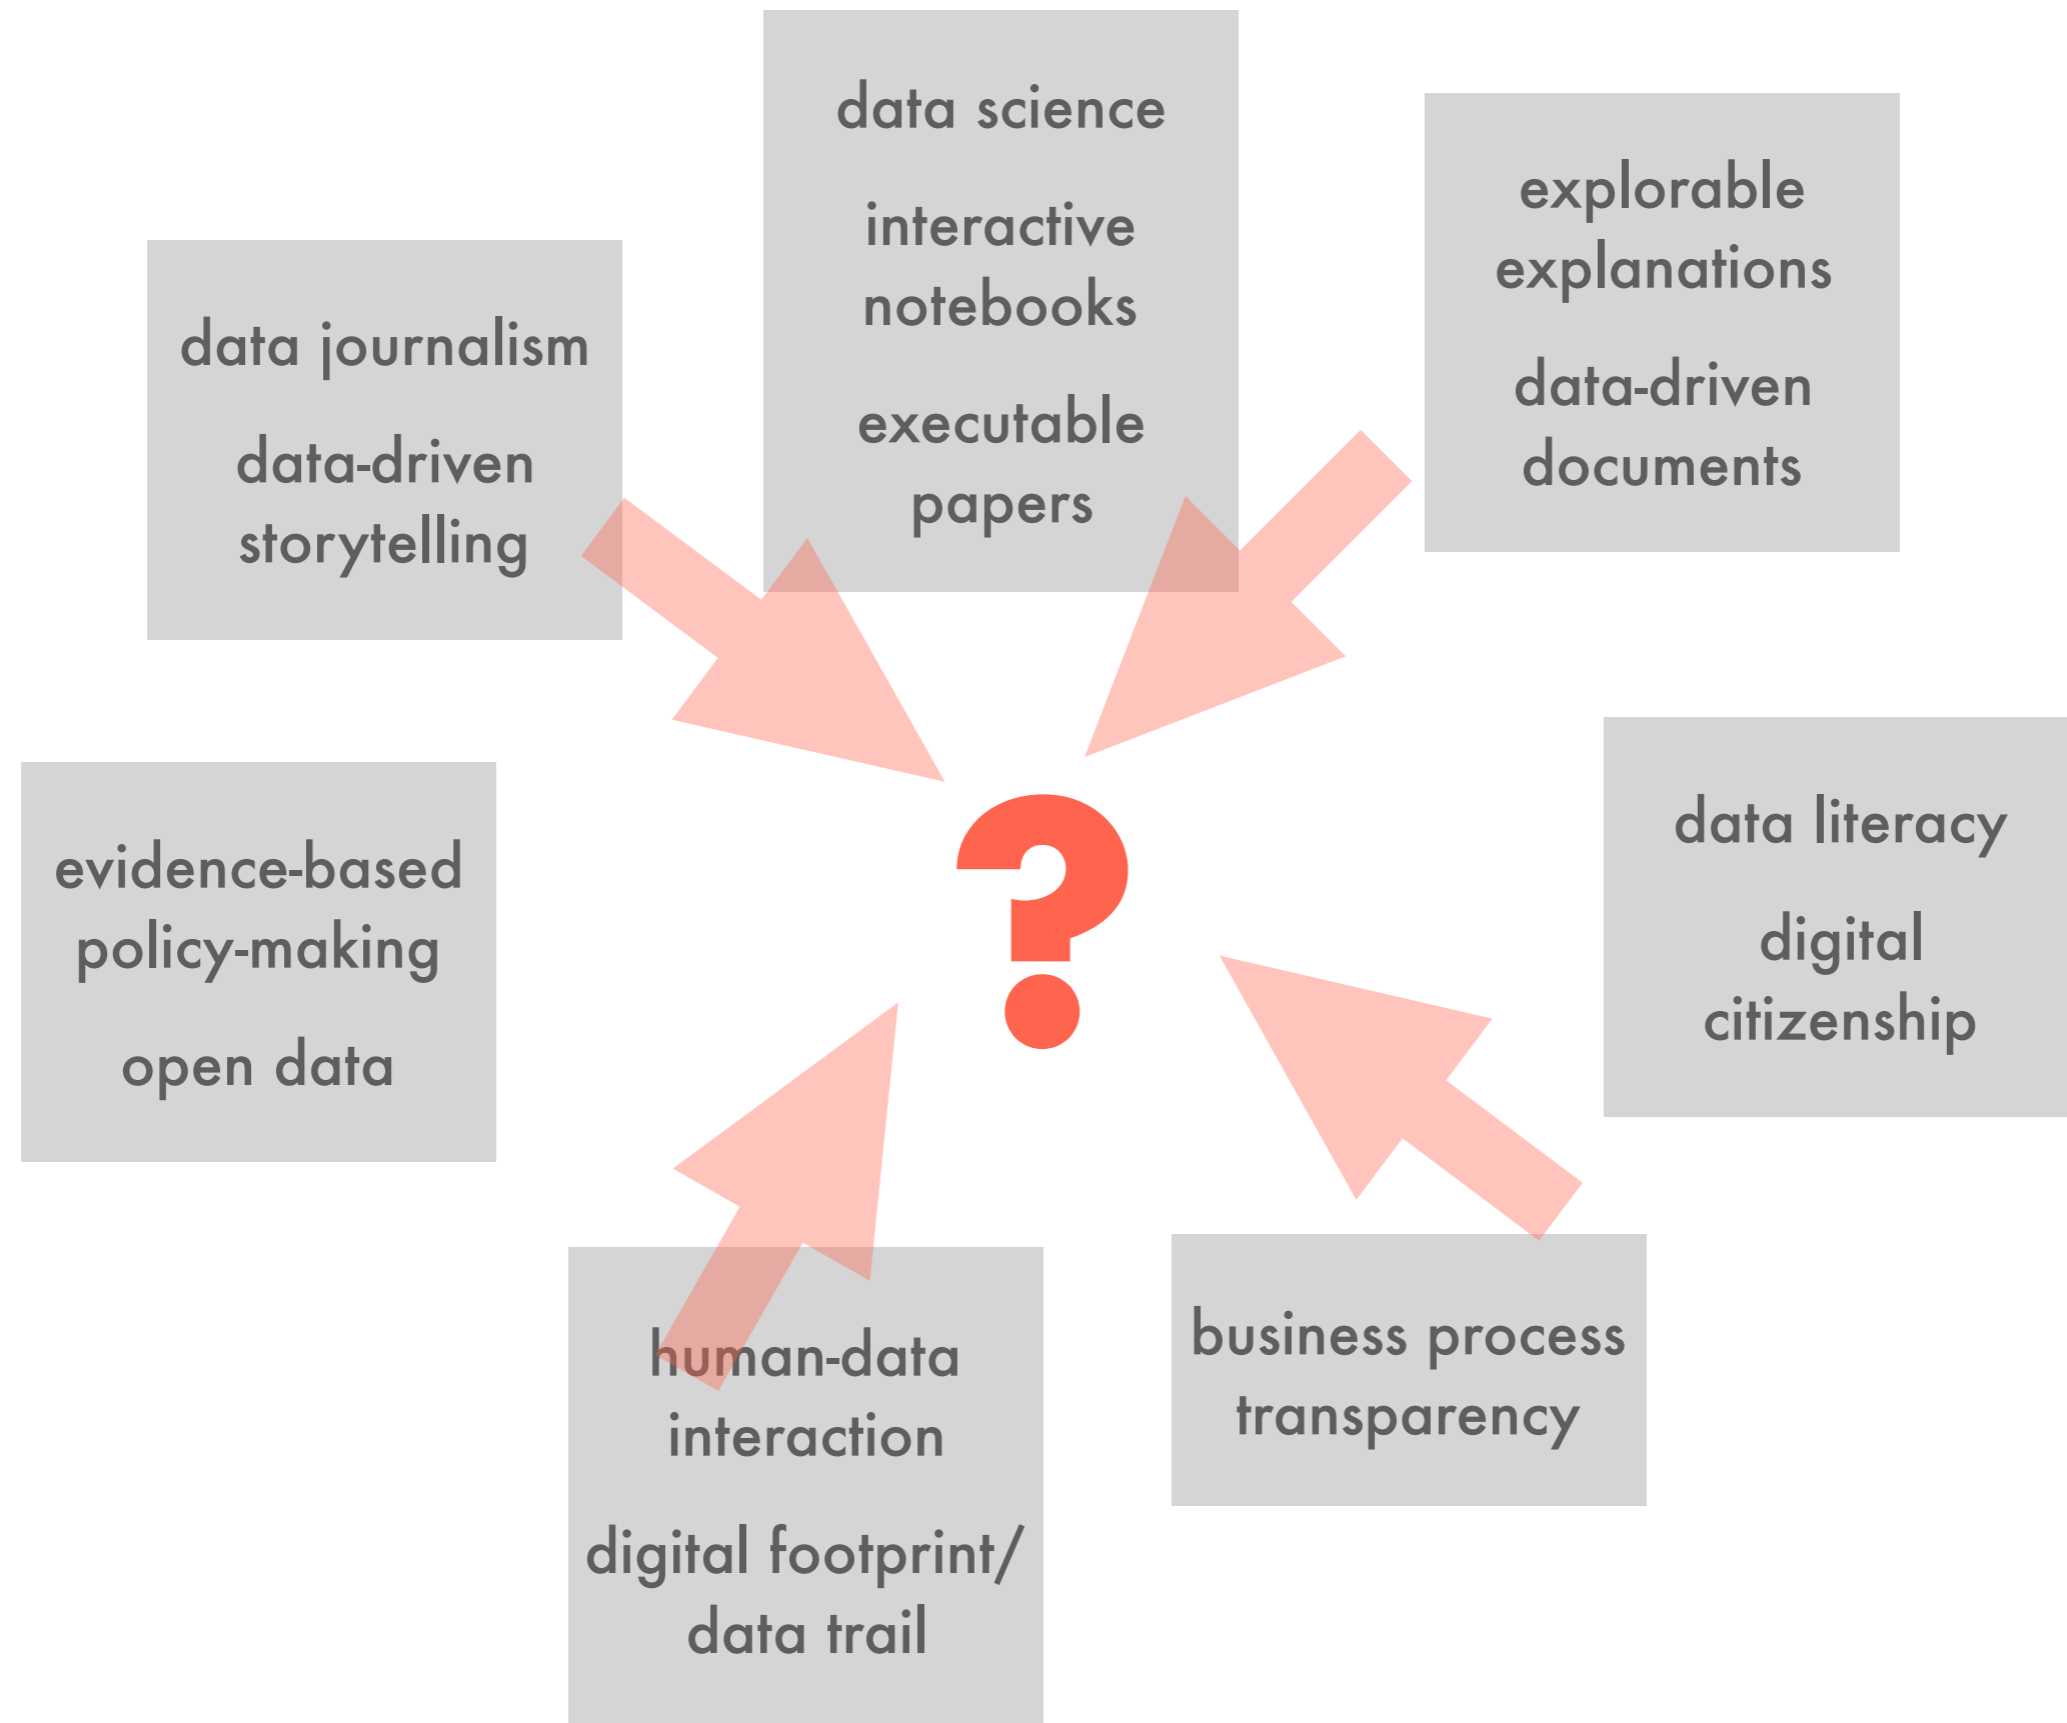 data science
interactive
notebooks
executable
papers
explorable
explanations
data-driven
documents
data journalism
data-driven
storytelling
?
evidence-based
policy-making
open data
data literacy
digital
citizenship
human-data
interaction
digital footprint/
data trail
business process
transparency